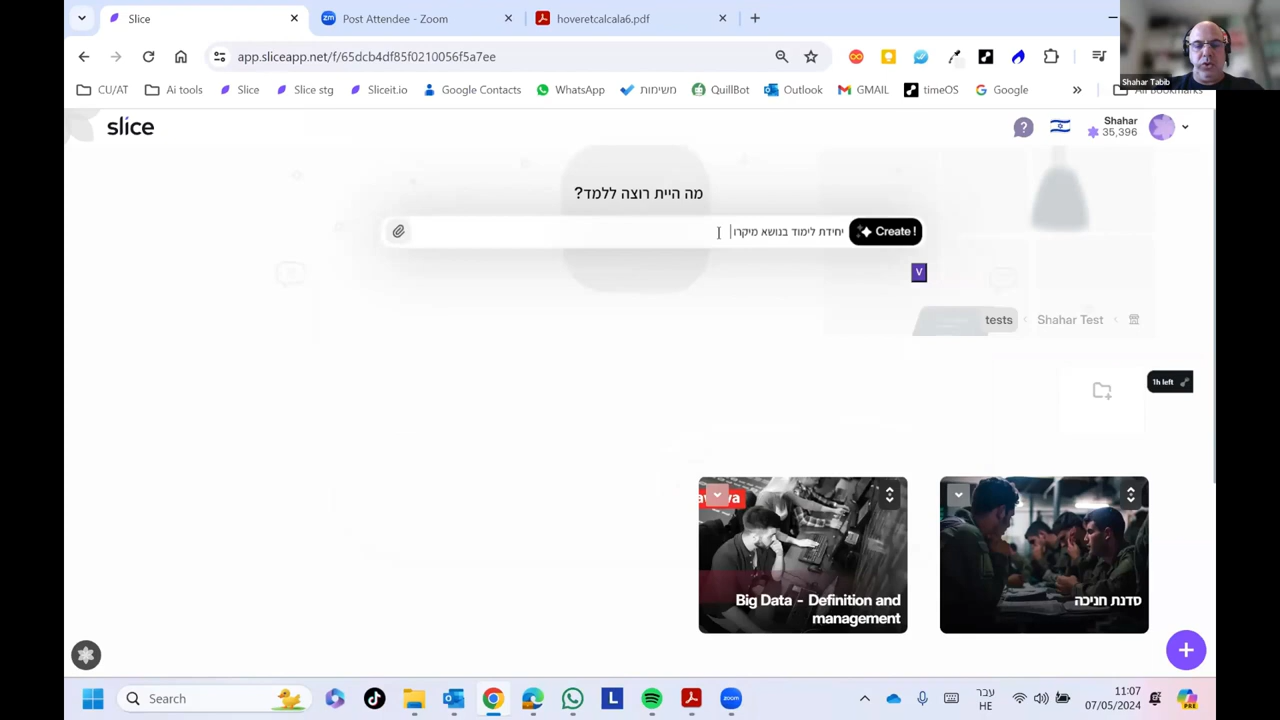 Slice
Post Attendee - Zoom
hoveretcalcala6.pdf
app.sliceapp.net/f/65dcb4df85f0210056f5a7ee
Shahar Tabib
CU/AT
Ai tools
Slice
Slice stg
Sliceit.io
Google Contacts
WhatsApp
משימות
QuillBot
Outlook
GMAIL
timeOS
Google
All Bookmarks
slice
Shahar
35,396
מה היית רוצה ללמד?
יחידת לימוד בנושא מיקרו
Create !
V
tests
Shahar Test
1h left
Big Data - Definition and
management
סדנת חניכה
Search
עבר
HE
11:07
07/05/2024
PRE